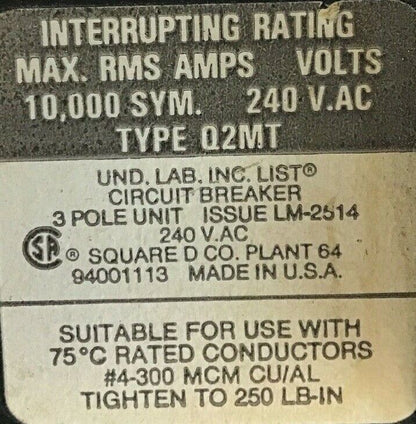 INTERRUPTING RATING
MAX. RMS AMPS VOLTS
10,000 SYM. 240 V.AC
TYPE Q2MT
UND. LAB. INC. LIST®
CIRCUIT BREAKER
3 POLE UNIT ISSUE LM-2514
240 V.AC
SA ® SQUARE D CO. PLANT 64
94001113 MADE IN U.S.A.
SUITABLE FOR USE WITH
75°C RATED CONDUCTORS
#4-300 MCM CU/AL
TIGHTEN TO 250 LB-IN